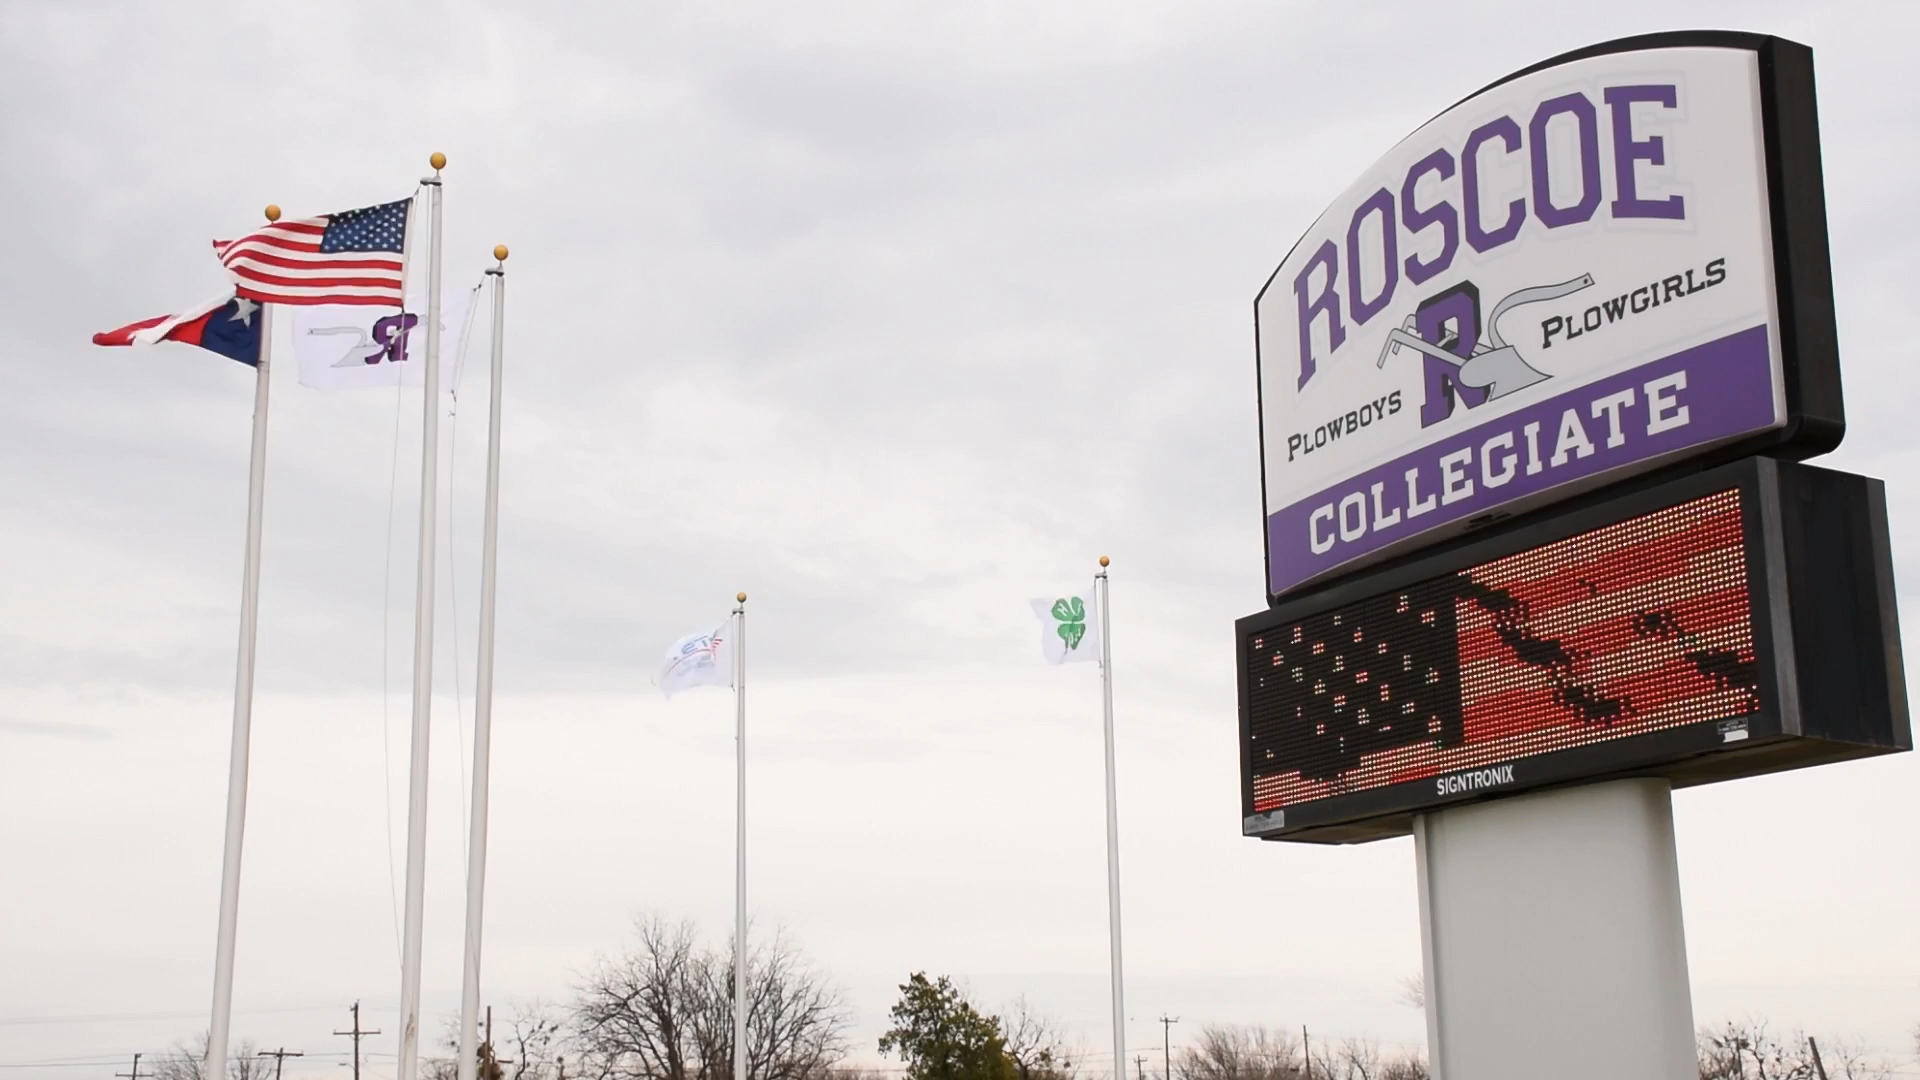 ROSCOE
R
PLOWBOYS
PLOWGIRLS
COLLEGIATE
SIGNTRONIX
R